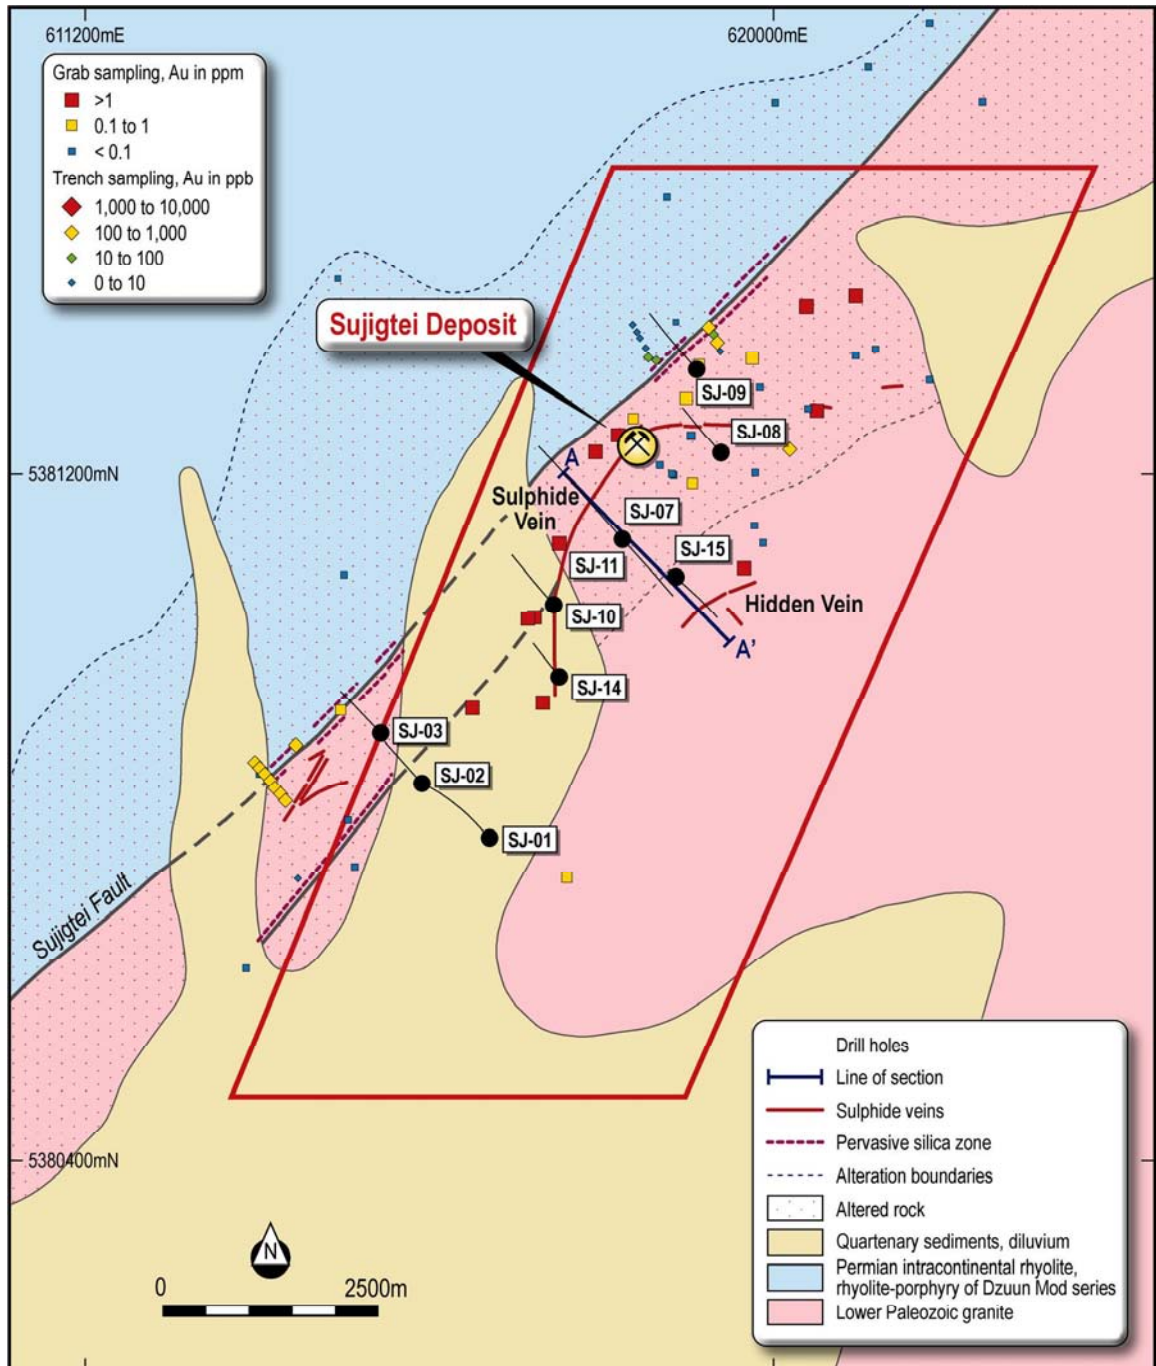 611200mE
620000mE
Grab sampling, Au in ppm
>1
0.1 to 1
< 0.1
Trench sampling, Au in ppb
1,000 to 10,000
100 to 1,000
10 to 100
0 to 10
Sujigtei Deposit
SJ-09
SJ-08
5381200mN
A
Sulphide
Vein
SJ-07
SJ-15
SJ-11
Hidden Vein
SJ-10
A'
SJ-14
SJ-03
SJ-02
SJ-01
Sujigtei Fault
5380400mN
N
0
2500m
Drill holes
Line of section
Sulphide veins
Pervasive silica zone
Alteration boundaries
Altered rock
Quartenary sediments, diluvium
Permian intracontinental rhyolite,
rhyolite-porphyry of Dzuun Mod series
Lower Paleozoic granite